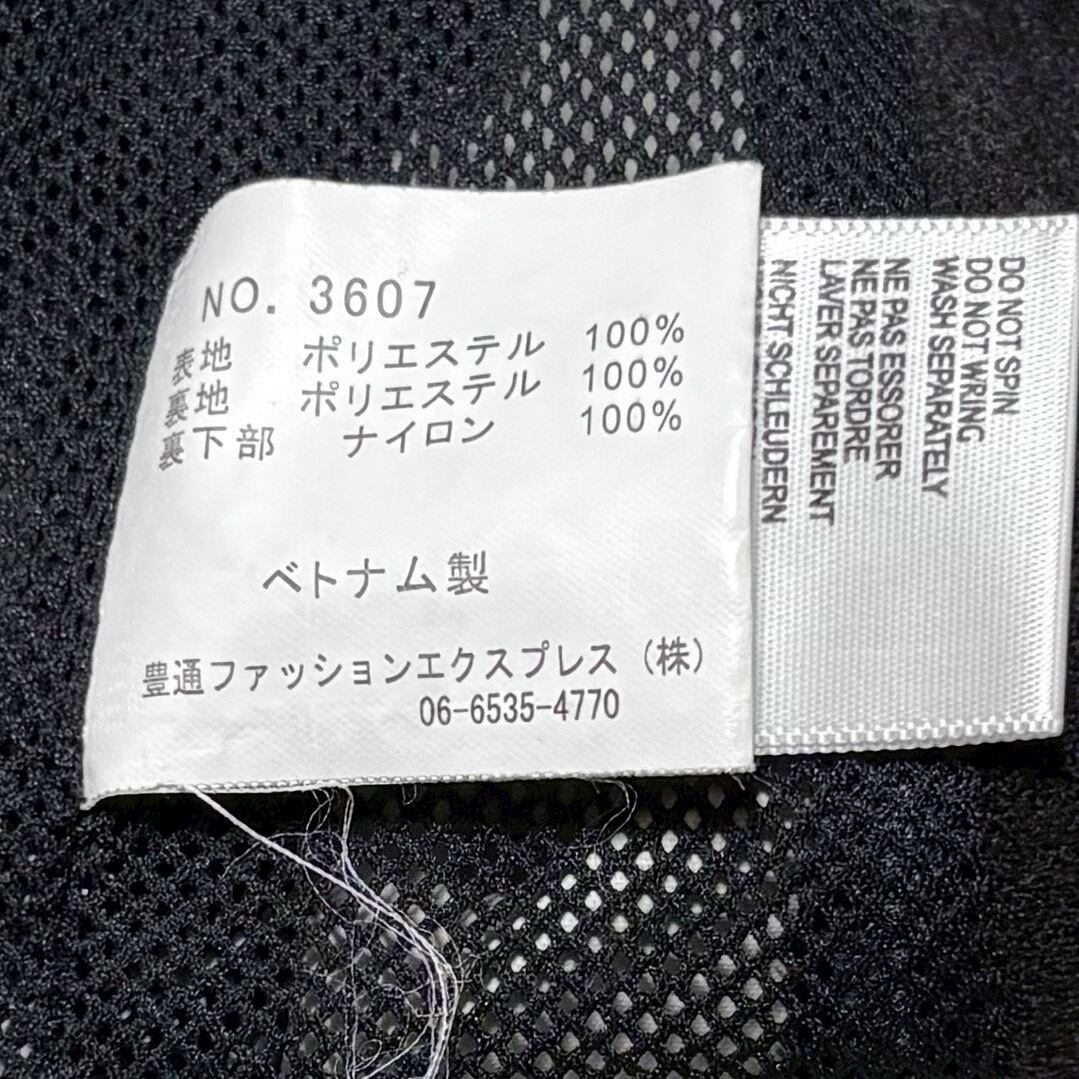 NO. 3607
表地 ポリエステル 100%
裏地 ポリエステル 100%
裏下部 ナイロン 100%
ベトナム製
豊通ファッションエクスプレス(株)
06-6535-4770
DO NOT SPIN
DO NOT WRING
WASH SEPARATELY
NE PAS ESSORER
NE PAS TORDRE
LAVER SEPAREMENT
NICHT SCHLEUDERN